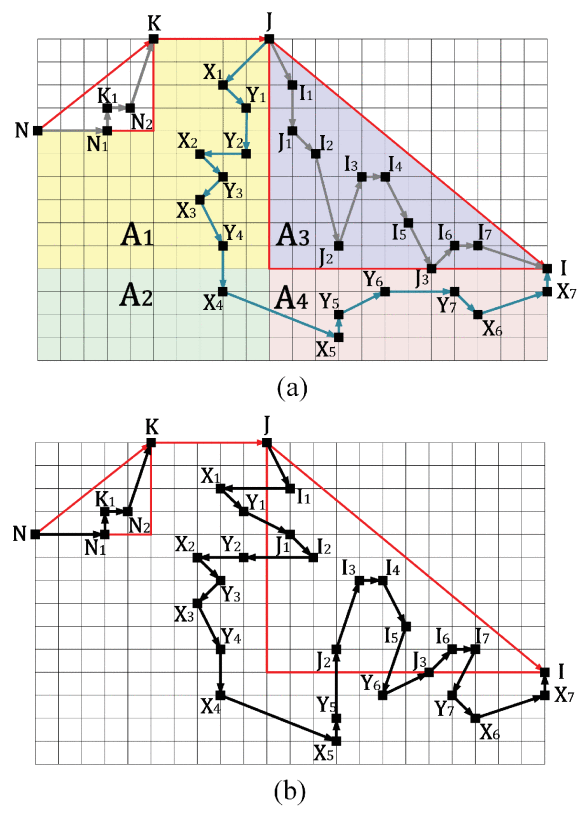 K J
X₁ I₁
K₁ Y₁
N N₁ N₂ J₁ I₂
X₂ Y₂ I₃ I₄
Y₃
X₃
A₁ Y₄ A₃ J₂ I₅ I₆ I₇
J₃ I
A₂ X₄ A₄ Y₅ Y₆ Y₇ X₆ X₇
X₅
(a)
K J
X₁ I₁
K₁ Y₁
N N₁ N₂ J₁ I₂
X₂ Y₂ I₃ I₄
Y₃
X₃
Y₄ J₂ I₅ I₆ I₇
J₃ I
X₄ Y₅ Y₆ Y₇ X₇
X₅ X₆
(b)